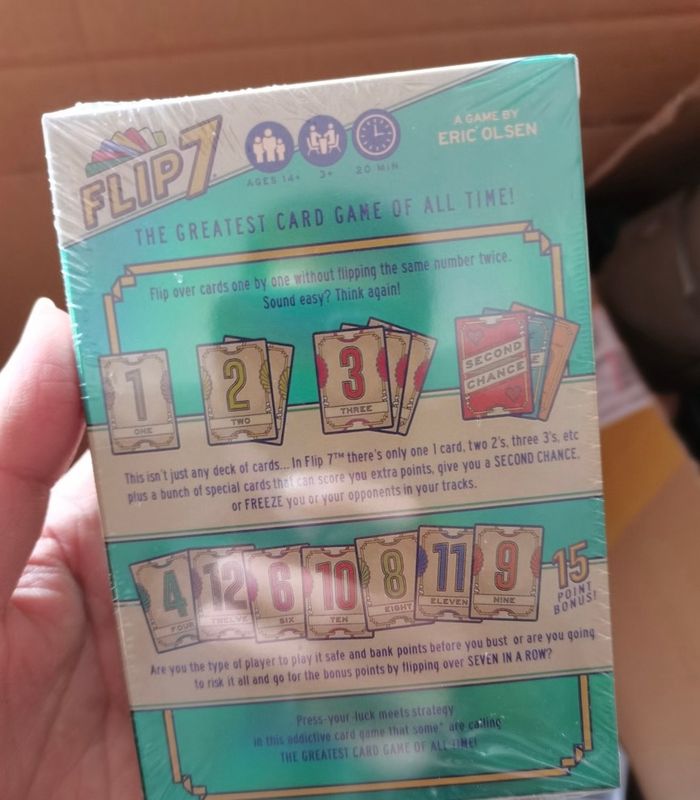 FLIP 7
AGES 14+
3+
20 MIN
A GAME BY
ERIC OLSEN
THE GREATEST CARD GAME OF ALL TIME!
Flip over cards one by one without flipping the same number twice.
Sound easy? Think again!
1
ONE
2
TWO
3
THREE
SECOND
CHANCE
E
This isn't just any deck of cards... In Flip 7™ there's only one 1 card, two 2's, three 3's, etc
plus a bunch of special cards that can score you extra points, give you a SECOND CHANCE,
or FREEZE you or your opponents in your tracks.
4
FOUR
12
TWELVE
6
SIX
10
TEN
8
EIGHT
11
ELEVEN
9
NINE
15
POINT
BONUS!
Are you the type of player to play it safe and bank points before you bust or are you going
to risk it all and go for the bonus points by flipping over SEVEN IN A ROW?
Press-your-luck meets strategy
in this addictive card game that some* are calling
THE GREATEST CARD GAME OF ALL TIME!